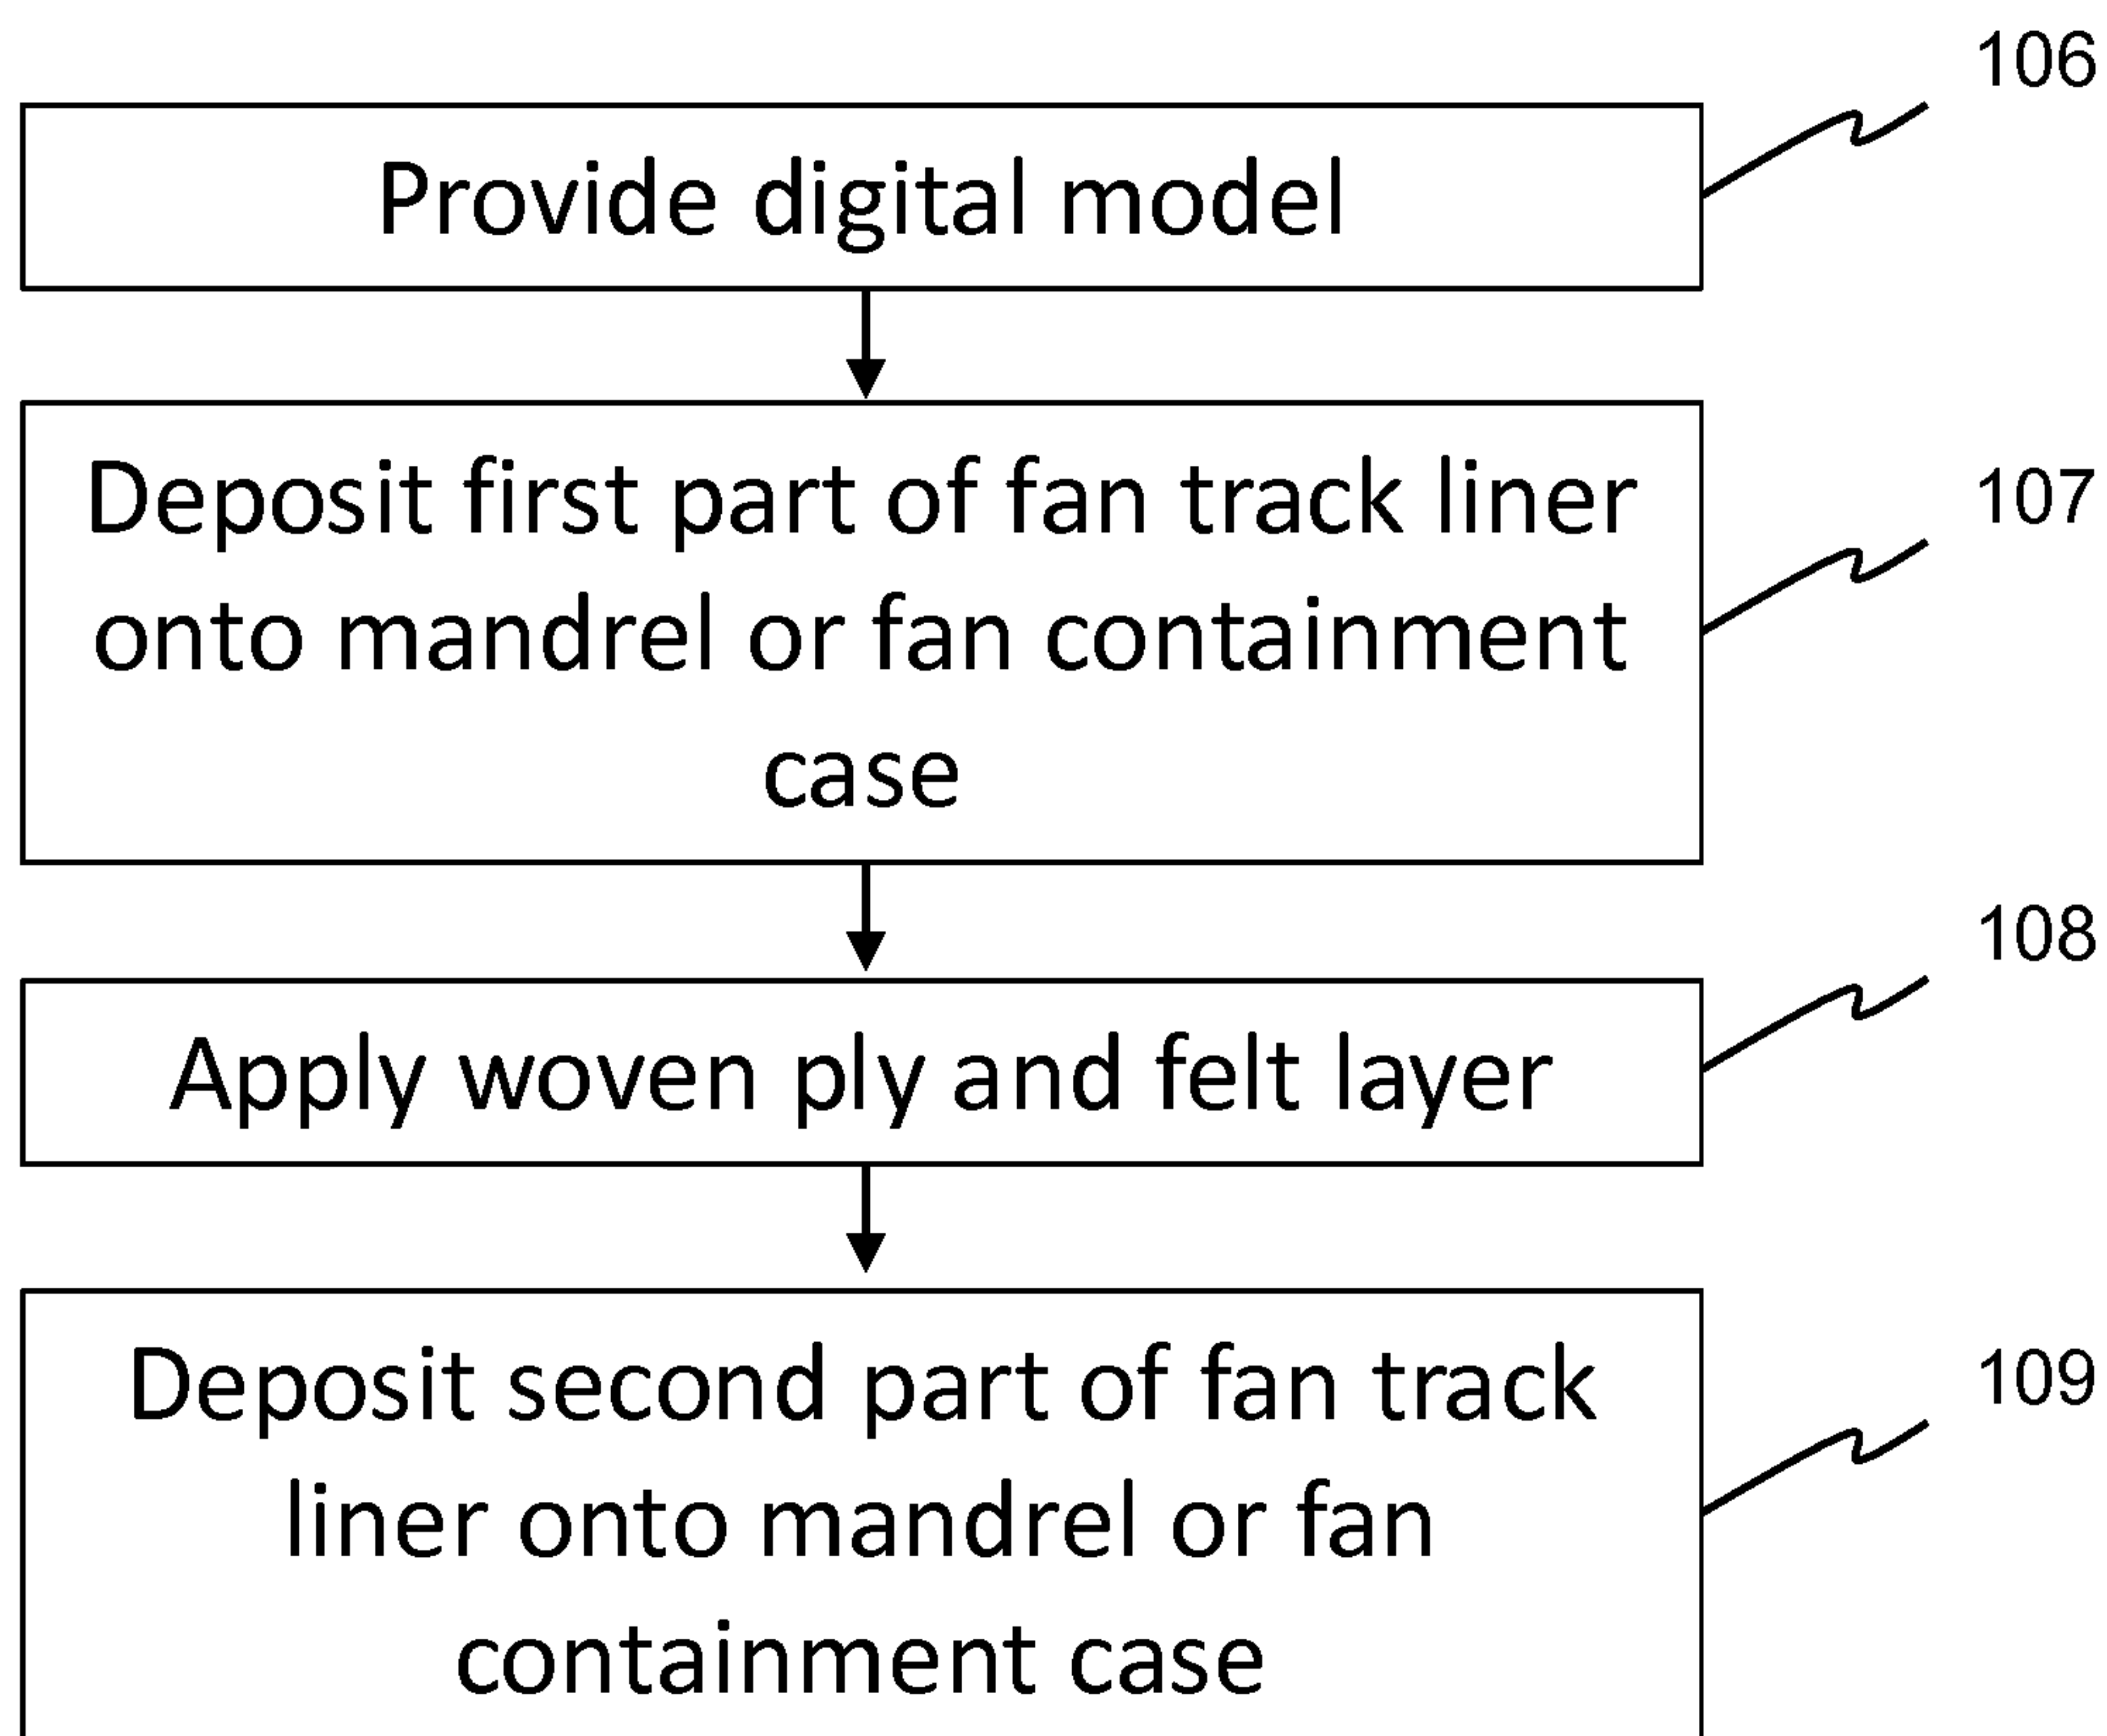 106
Provide digital model
Deposit first part of fan track liner
107
onto mandrel or fan containment
case
108
Apply woven ply and felt layer
109
Deposit second part of fan track
liner onto mandrel or fan
containment case